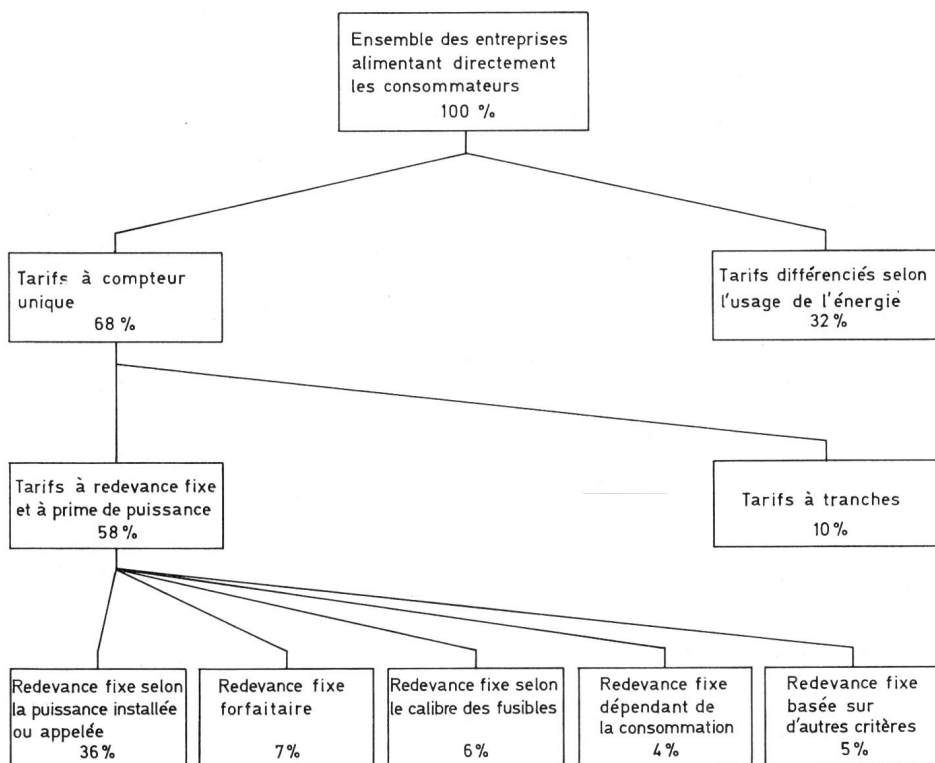 Ensemble des entreprises
alimentant directement
les consommateurs
100 %
Tarifs à compteur
unique
68 %
Tarifs différenciés selon
l'usage de l'énergie
32 %
Tarifs à redevance fixe
et à prime de puissance
58 %
Tarifs à tranches
10 %
Redevance fixe selon
la puissance installée
ou appelée
36 %
Redevance fixe
forfaitaire
7 %
Redevance fixe selon
le calibre des fusibles
6 %
Redevance fixe
dépendant de
la consommation
4 %
Redevance fixe
basée sur
d'autres critères
5 %